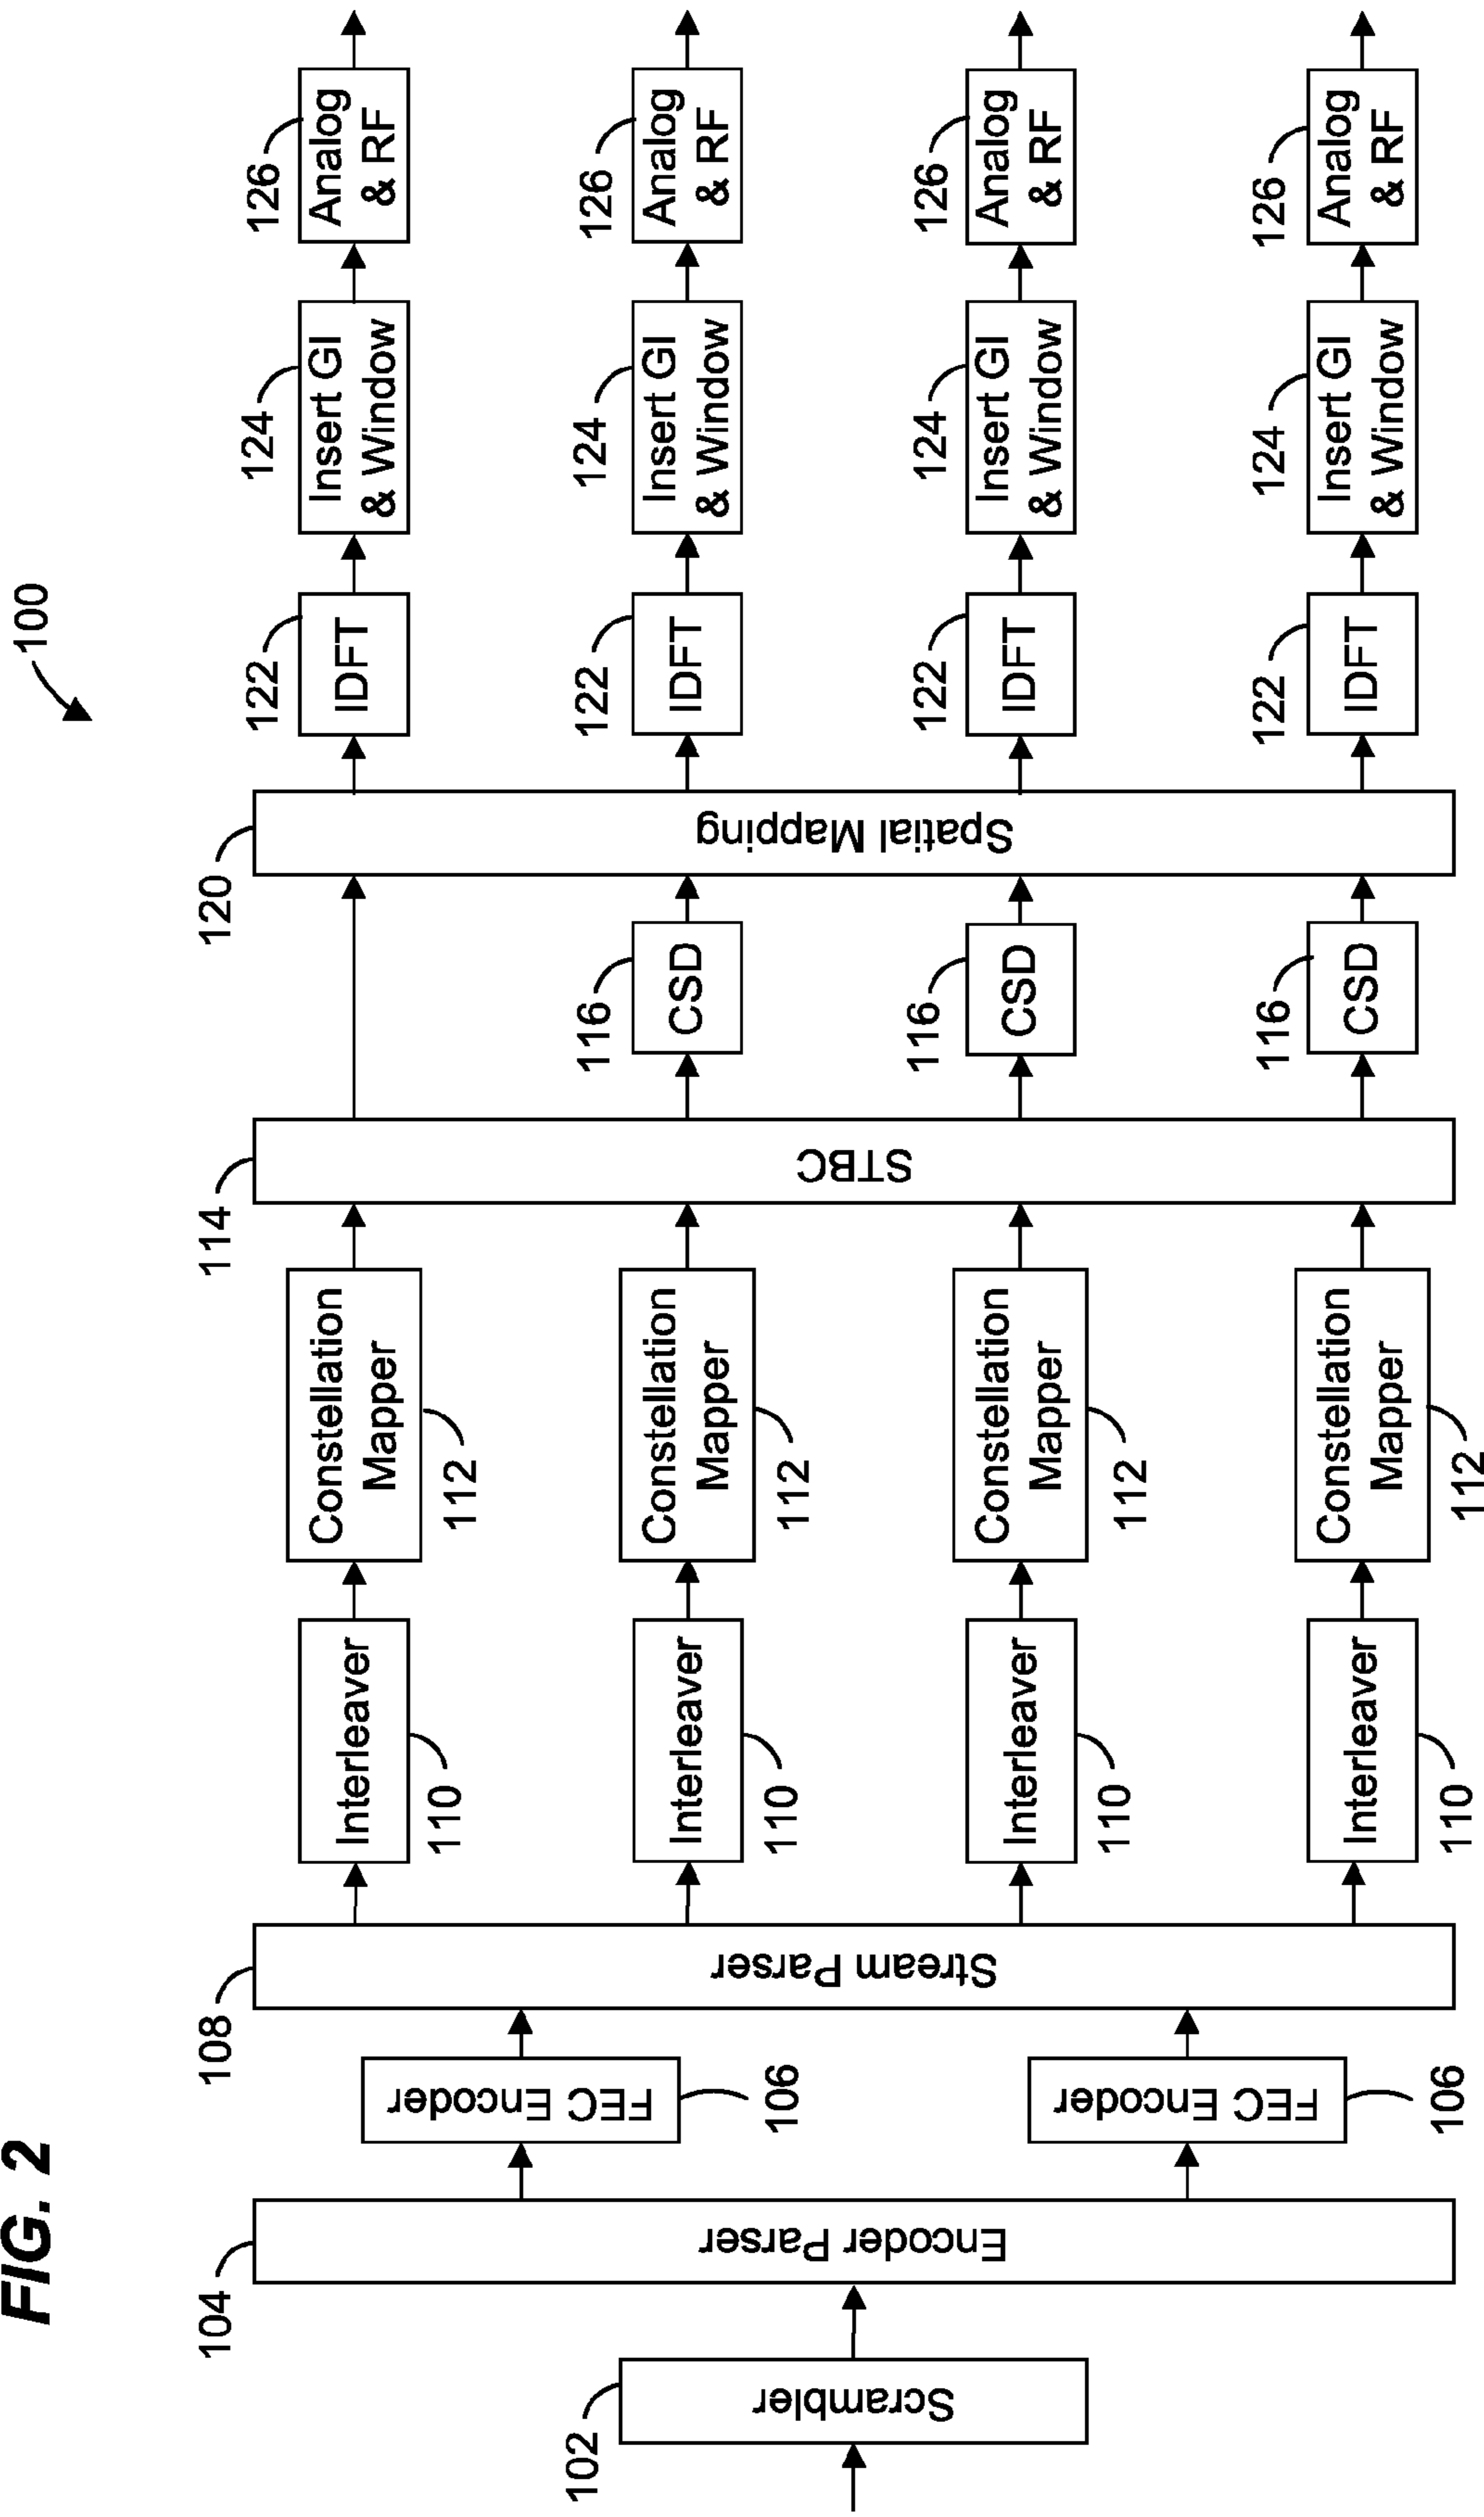 FIG. 2
100
102
Scrambler
104
Encoder Parser
FEC Encoder
106
FEC Encoder
106
108
Stream Parser
Interleaver
110
Interleaver
110
Interleaver
110
Interleaver
110
Constellation
Mapper
112
Constellation
Mapper
112
Constellation
Mapper
112
Constellation
Mapper
112
114
STBC
116
CSD
116
CSD
116
CSD
120
Spatial Mapping
122
IDFT
122
IDFT
122
IDFT
122
IDFT
124
Insert GI
& Window
124
Insert GI
& Window
124
Insert GI
& Window
124
Insert GI
& Window
126
Analog
& RF
126
Analog
& RF
126
Analog
& RF
126
Analog
& RF